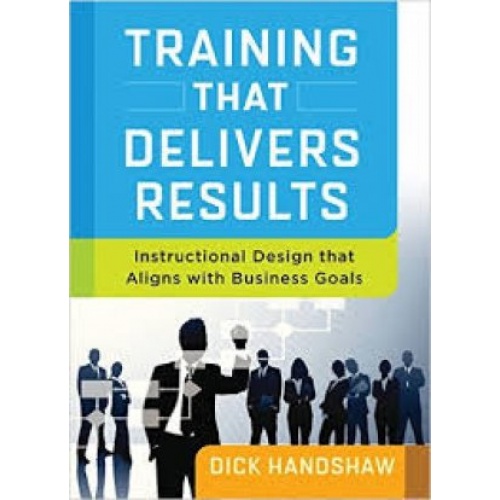 TRAINING
THAT
DELIVERS
RESULTS
Instructional Design that
Aligns with Business Goals
DICK HANDSHAW